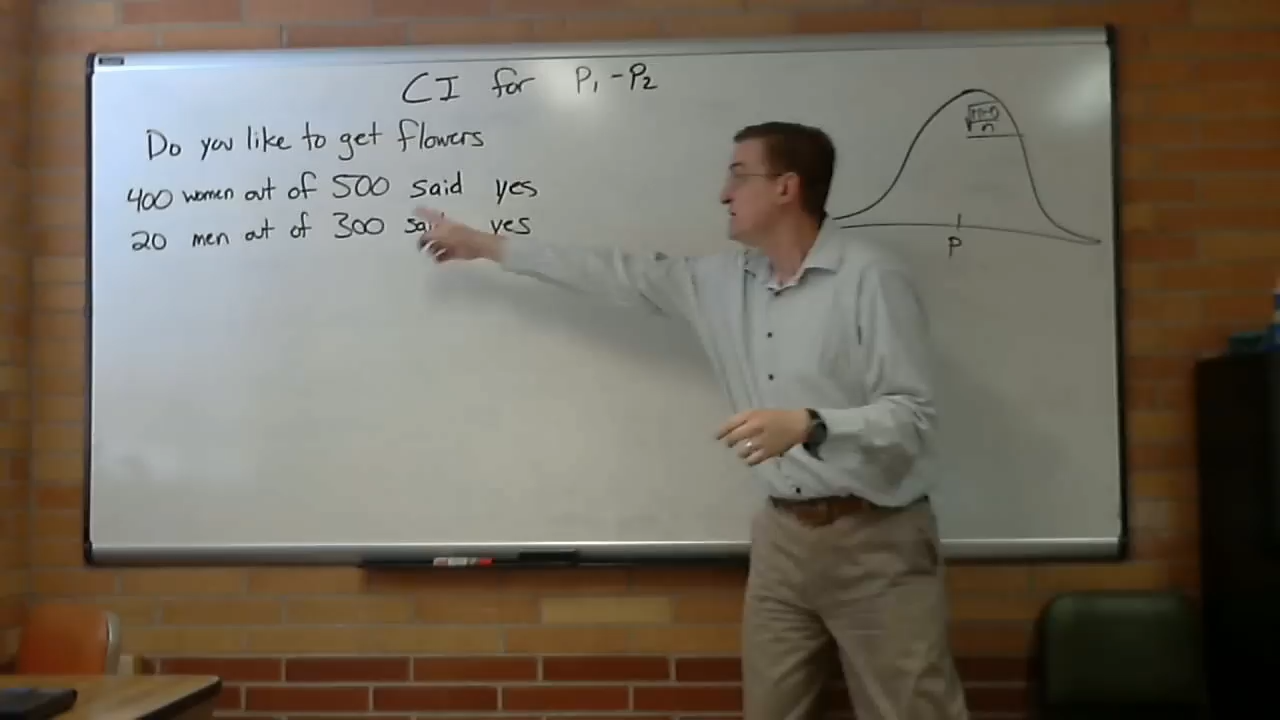 CI for P₁-P₂
Do you like to get flowers
400 women out of 500 said yes
20 men out of 300 yes
P